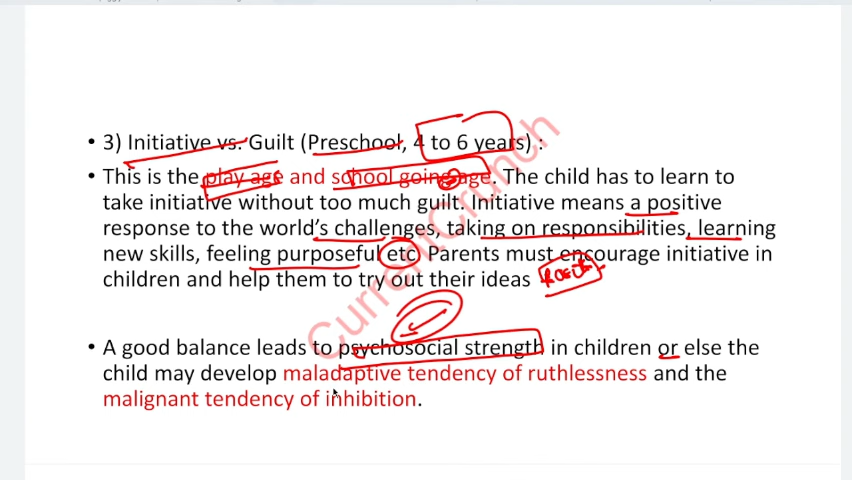 • 3) Initiative vs. Guilt (Preschool, 4 to 6 years) :
• This is the play age and school going age. The child has to learn to
take initiative without too much guilt. Initiative means a positive
response to the world's challenges, taking on responsibilities, learning
new skills, feeling purposeful etc) Parents must encourage initiative in
children and help them to try out their ideas
• A good balance leads to psychosocial strength in children or else the
child may develop maladaptive tendency of ruthlessness and the
malignant tendency of inhibition.
CurrentCrunch